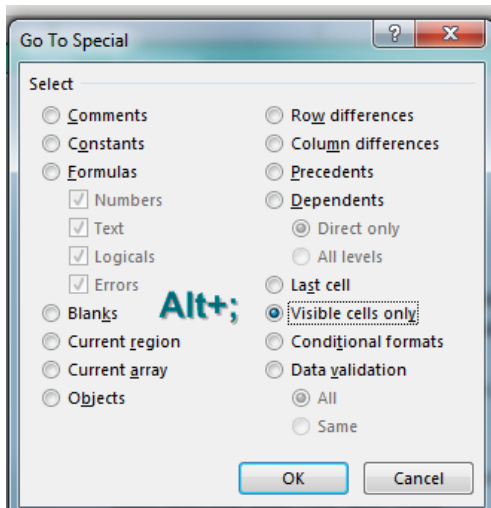 Go To Special
?
X
Select
Comments
Constants
Formulas
Numbers
Text
Logicals
Errors
Blanks
Current region
Current array
Objects
Alt+;
Row differences
Column differences
Precedents
Dependents
Direct only
All levels
Last cell
Visible cells only
Conditional formats
Data validation
All
Same
OK
Cancel